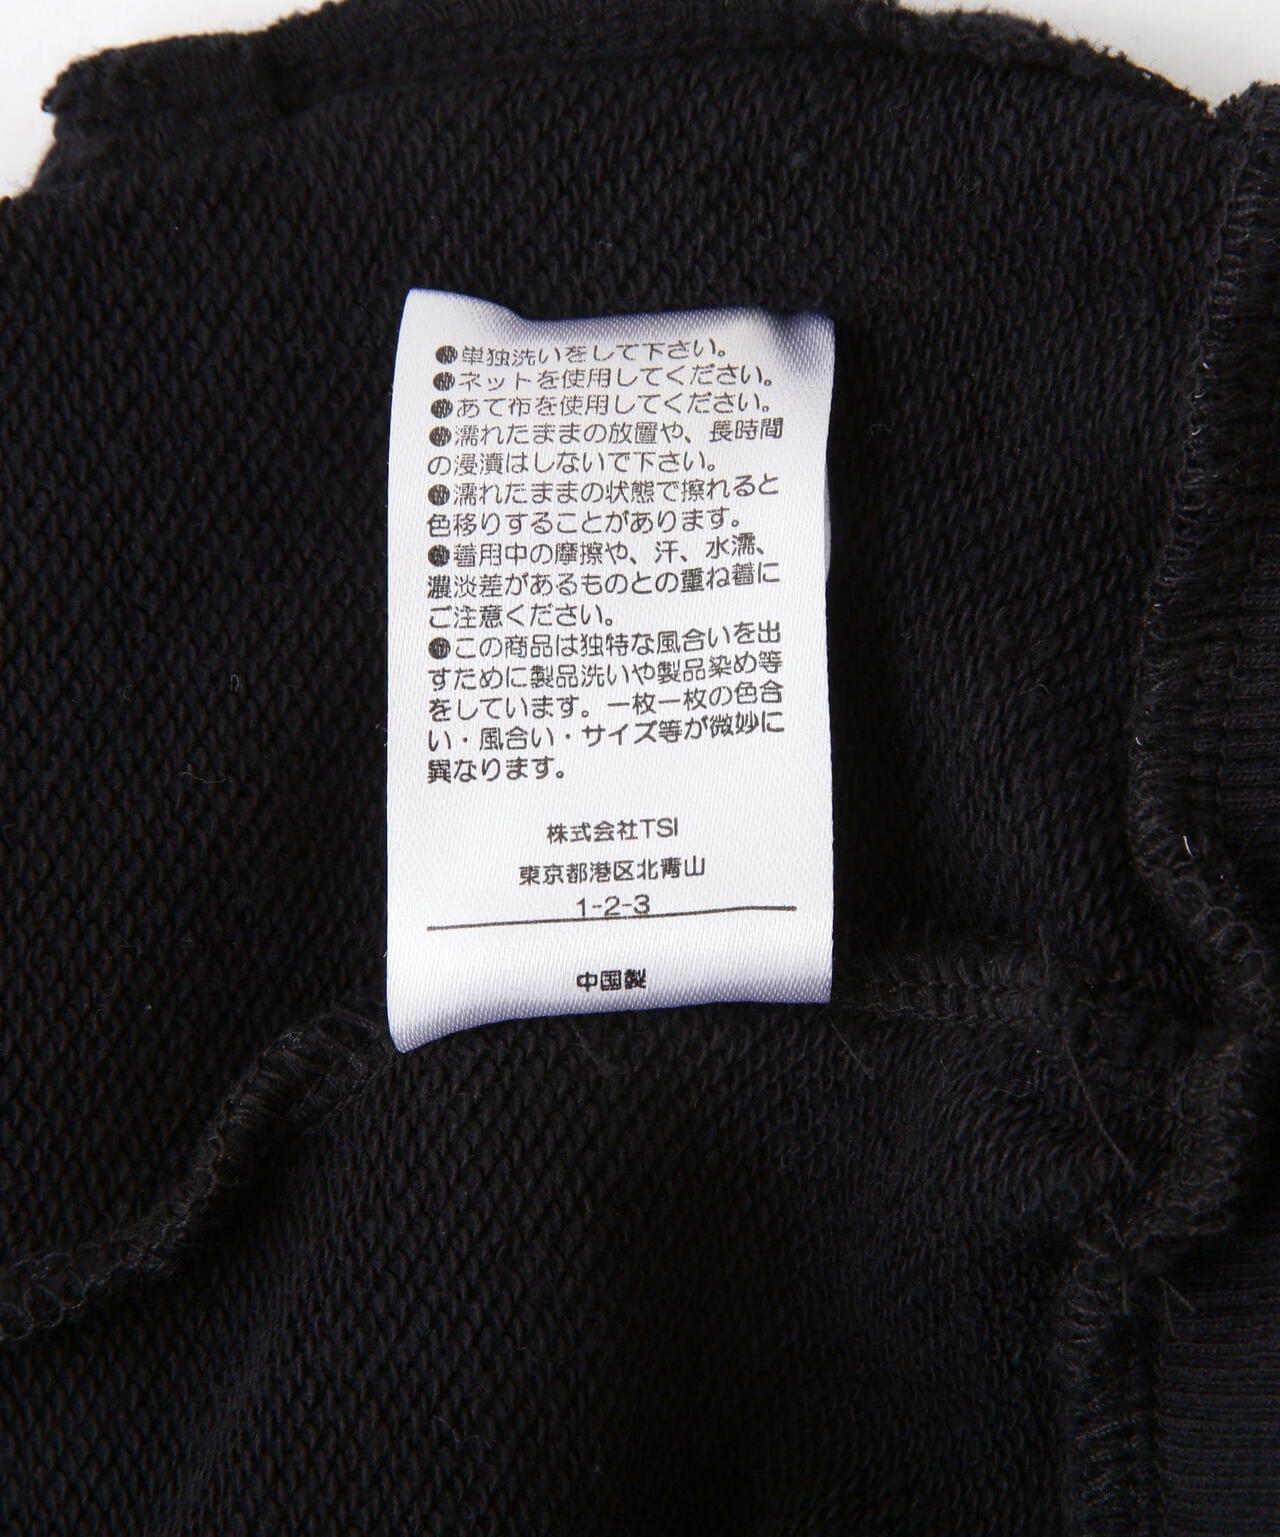 ●単独洗いをして下さい。
●ネットを使用してください。
●あて布を使用してください。
●濡れたままの放置や、長時間
の浸漬はしないで下さい。
●濡れたままの状態で擦れると
色移りすることがあります。
●着用中の摩擦や、汗、水濡、
濃淡差があるものとの重ね着に
ご注意ください。
●この商品は独特な風合いを出
すために製品洗いや製品染め等
をしています。一枚一枚の色合
い・風合い・サイズ等が微妙に
異なります。
株式会社TSI
東京都港区北青山
1-2-3
中国製